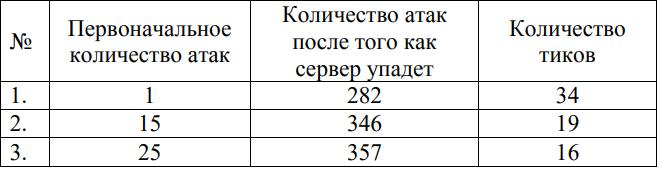 № Первоначальное количество атак Количество атак после того как сервер упадет Количество тиков
1. 1 282 34
2. 15 346 19
3. 25 357 16